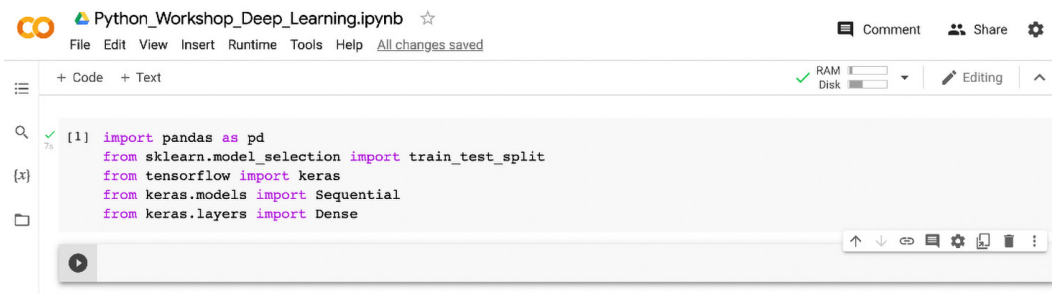 Python_Workshop_Deep_Learning.ipynb
Comment
Share
File Edit View Insert Runtime Tools Help All changes saved
+ Code + Text
RAM
Disk
Editing
{x}
7s
[1] import pandas as pd
from sklearn.model_selection import train_test_split
from tensorflow import keras
from keras.models import Sequential
from keras.layers import Dense